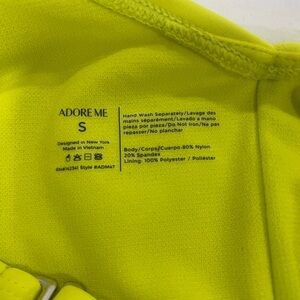 ADORE ME
S
Designed in New York
Made in Vietnam
Hand Wash Separately/Lavage des
mains séparément/Lavado a mano
pieza por pieza/Do Not Iron/Ne pas
repasser/No planchar
Body/Corps/Cuerpo:80% Nylon
20% Spandex
Lining: 100% Polyester / Poliéster